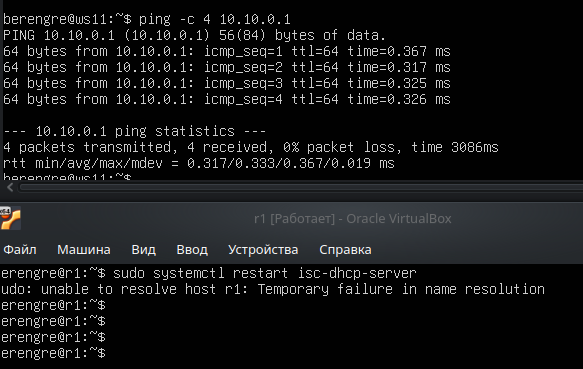 berengre@ws11:~$ ping -c 4 10.10.0.1
PING 10.10.0.1 (10.10.0.1) 56(84) bytes of data.
64 bytes from 10.10.0.1: icmp_seq=1 ttl=64 time=0.367 ms
64 bytes from 10.10.0.1: icmp_seq=2 ttl=64 time=0.317 ms
64 bytes from 10.10.0.1: icmp_seq=3 ttl=64 time=0.325 ms
64 bytes from 10.10.0.1: icmp_seq=4 ttl=64 time=0.326 ms
--- 10.10.0.1 ping statistics ---
4 packets transmitted, 4 received, 0% packet loss, time 3086ms
rtt min/avg/max/mdev = 0.317/0.333/0.367/0.019 ms
berengre@ws11:~$
r1 [Работает] - Oracle VirtualBox
Файл Машина Вид Ввод Устройства Справка
erengre@r1:~$ sudo systemctl restart isc-dhcp-server
udo: unable to resolve host r1: Temporary failure in name resolution
erengre@r1:~$
erengre@r1:~$
erengre@r1:~$
erengre@r1:~$